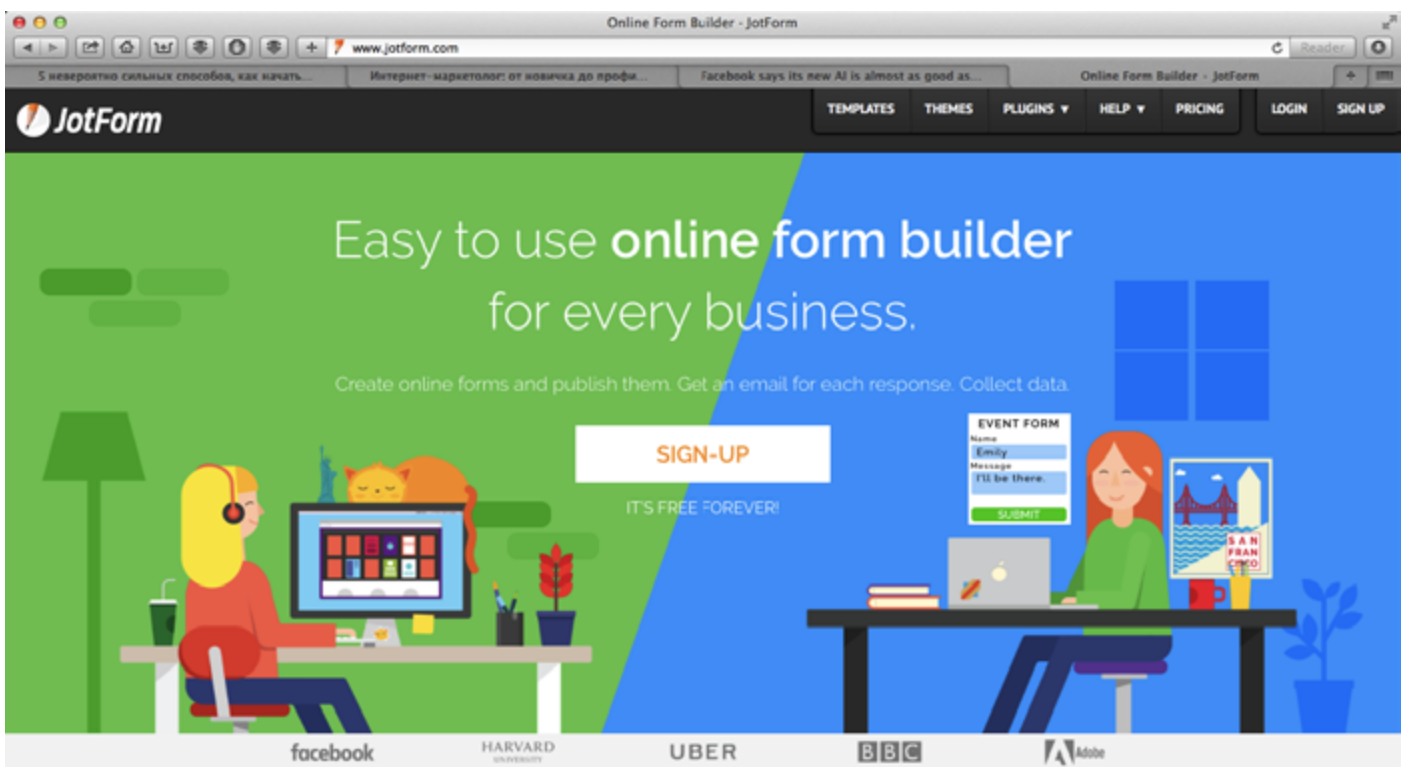 Online Form Builder - JotForm
www.jotform.com
Reader
5 невероятно сильных способов, как начать...
Интернет-маркетолог: от новичка до профи...
Facebook says its new AI is almost as good as...
Online Form Builder - JotForm
JotForm
TEMPLATES THEMES PLUGINS ▼ HELP ▼ PRICING LOGIN SIGN UP
Easy to use online form builder
for every business.
Create online forms and publish them. Get an email for each response. Collect data.
SIGN-UP
IT'S FREE FOREVER!
EVENT FORM
Name
Emily
Message
I'll be there.
SUBMIT
SAN
FRAN
CISCO
facebook
HARVARD
UNIVERSITY
UBER
BBC
Adobe